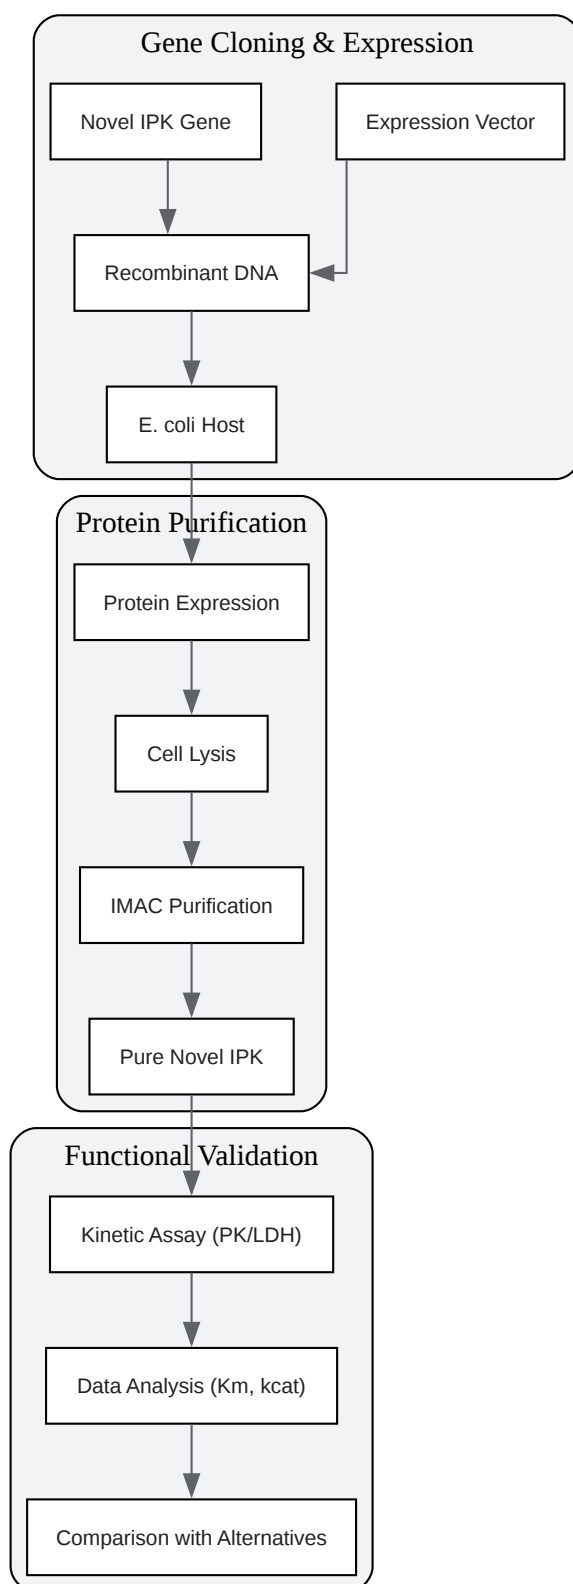 Gene Cloning & Expression
Novel IPK Gene
Expression Vector
Recombinant DNA
E. coli Host
Protein Purification
Protein Expression
Cell Lysis
IMAC Purification
Pure Novel IPK
Functional Validation
Kinetic Assay (PK/LDH)
Data Analysis (Km, kcat)
Comparison with Alternatives